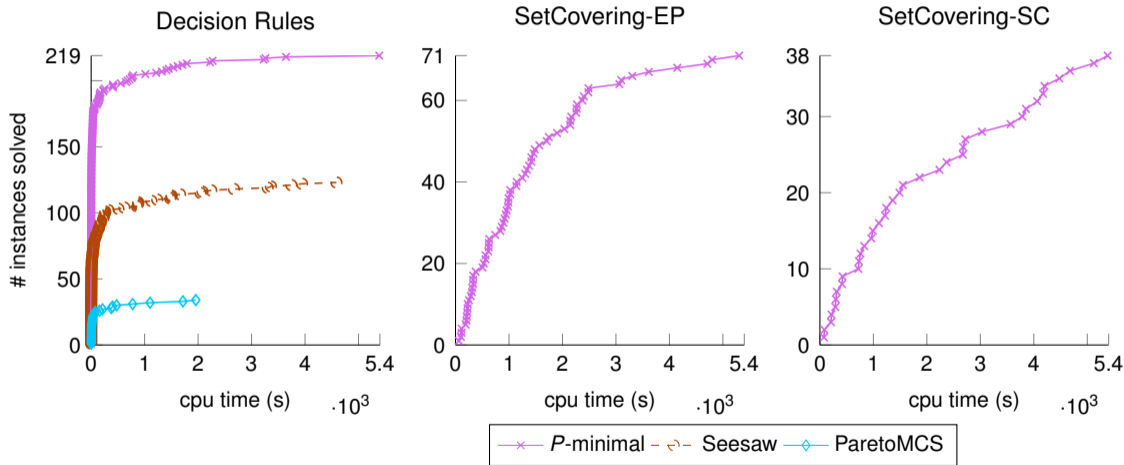 Decision Rules
SetCovering-EP
SetCovering-SC
# instances solved
219
150
100
50
0
0 1 2 3 4 5.4
cpu time (s)
·10³
71
60
40
20
0
0 1 2 3 4 5.4
cpu time (s)
·10³
38
30
20
10
0
0 1 2 3 4 5.4
cpu time (s)
·10³
P-minimal Seesaw ParetoMCS